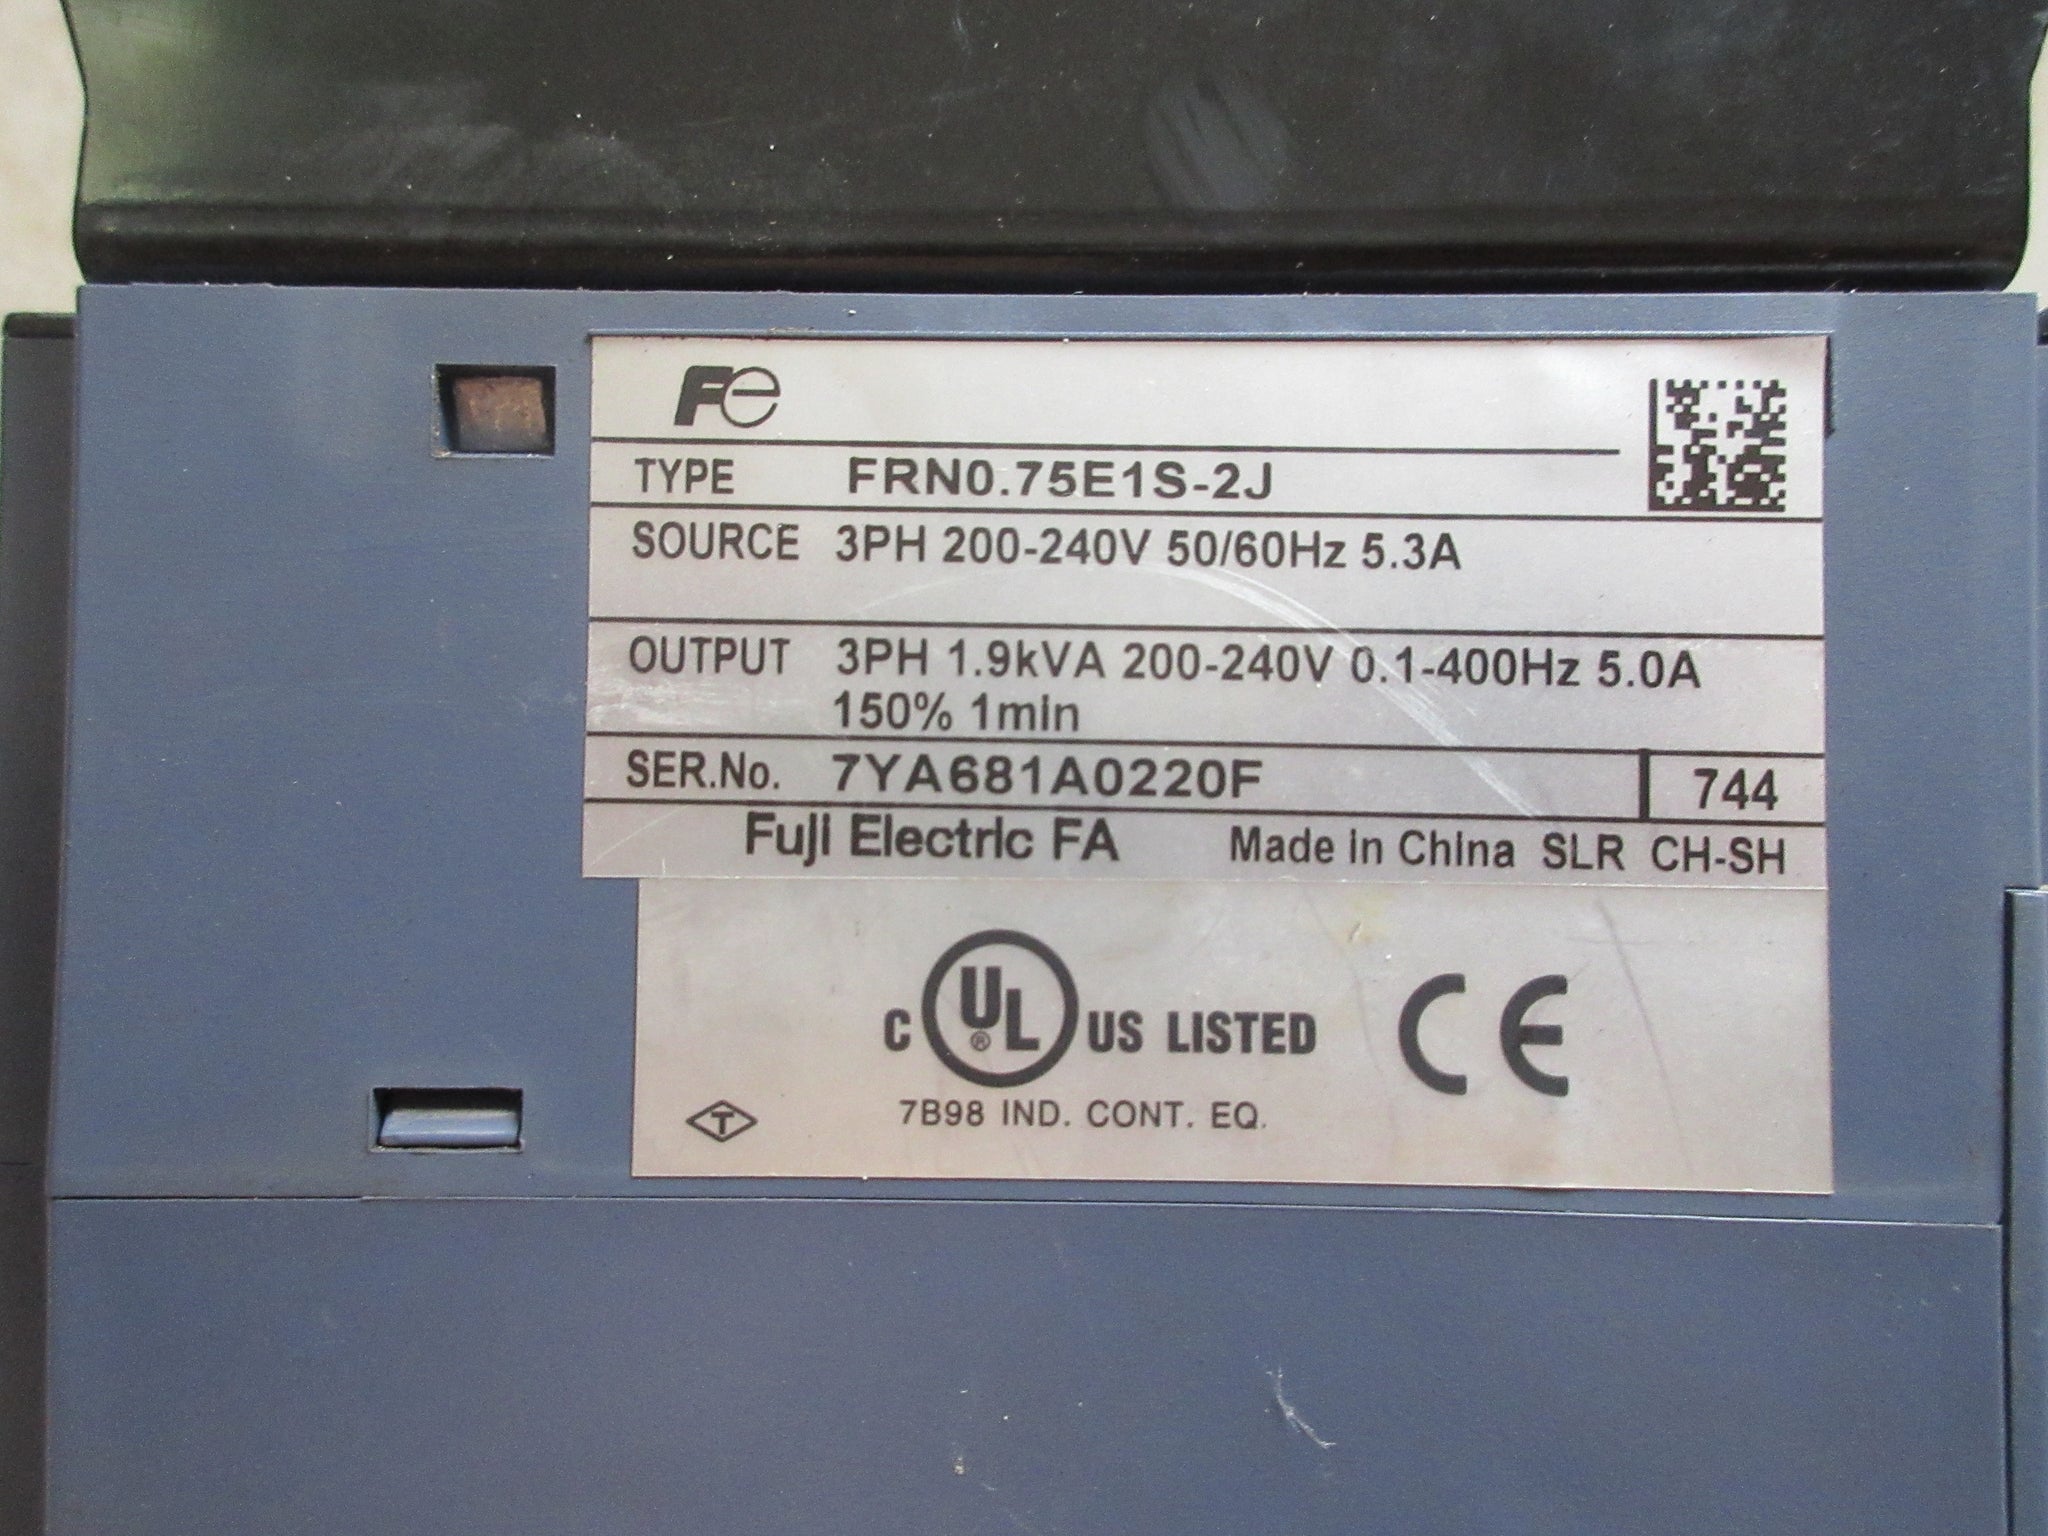 Fe
TYPE FRN0.75E1S-2J
SOURCE 3PH 200-240V 50/60Hz 5.3A
OUTPUT 3PH 1.9kVA 200-240V 0.1-400Hz 5.0A
150% 1min
SER.No. 7YA681A0220F 744
Fuji Electric FA Made in China SLR CH-SH
C UL® US LISTED CE
T 7B98 IND. CONT. EQ.